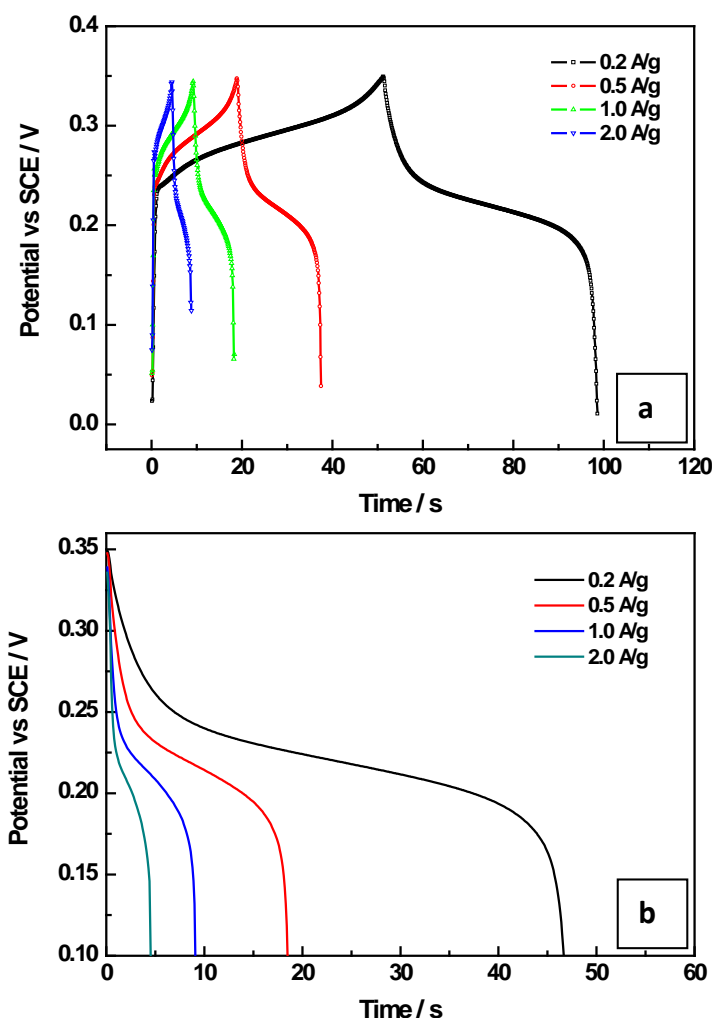 0.4
0.3
0.2
0.1
0.0
Potential vs SCE / V
0.2 A/g
0.5 A/g
1.0 A/g
2.0 A/g
a
0 20 40 60 80 100 120
Time / s
0.35
0.30
0.25
0.20
0.15
0.10
Potential vs SCE / V
0.2 A/g
0.5 A/g
1.0 A/g
2.0 A/g
b
0 10 20 30 40 50 60
Time / s